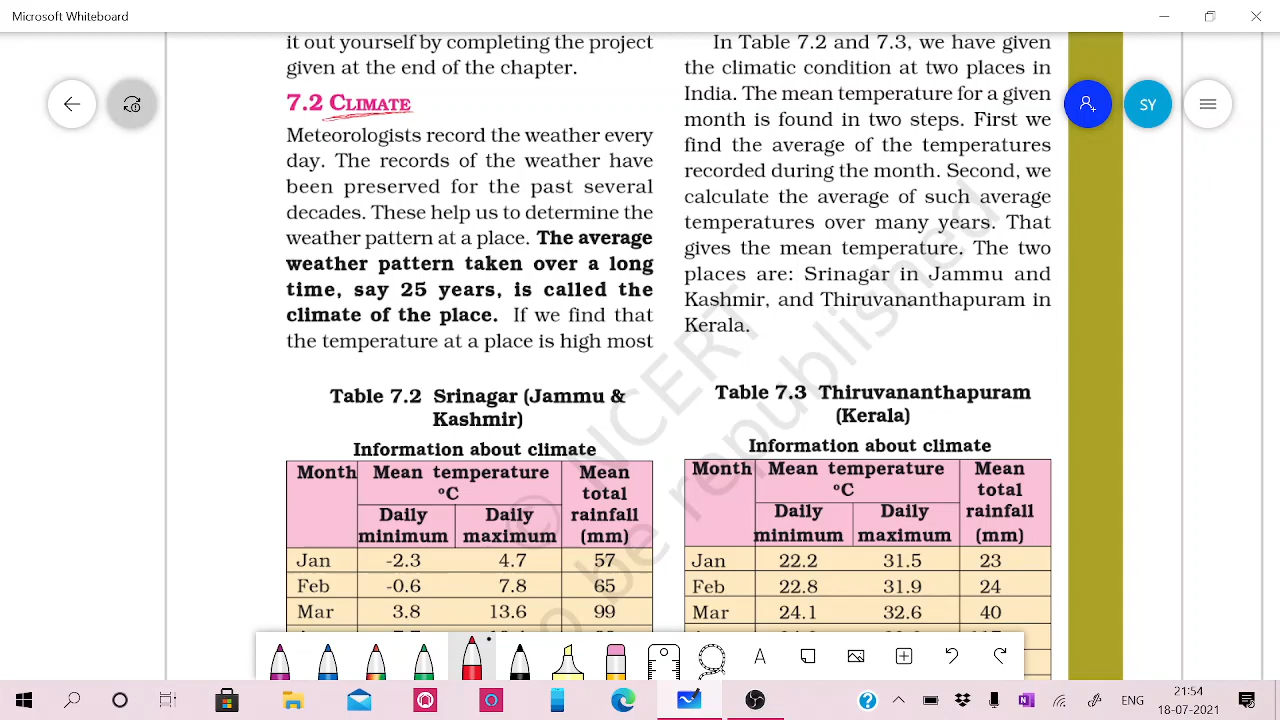 Microsoft Whiteboard
it out yourself by completing the project
given at the end of the chapter.
7.2 CLIMATE
Meteorologists record the weather every
day. The records of the weather have
been preserved for the past several
decades. These help us to determine the
weather pattern at a place. The average
weather pattern taken over a long
time, say 25 years, is called the
climate of the place. If we find that
the temperature at a place is high most
In Table 7.2 and 7.3, we have given
the climatic condition at two places in
India. The mean temperature for a given
month is found in two steps. First we
find the average of the temperatures
recorded during the month. Second, we
calculate the average of such average
temperatures over many years. That
gives the mean temperature. The two
places are: Srinagar in Jammu and
Kashmir, and Thiruvananthapuram in
Kerala.
SY
© NCERT
be republished
Table 7.2 Srinagar (Jammu &
Kashmir)
Information about climate
Month Mean temperature Mean
°C total
Daily Daily rainfall
minimum maximum (mm)
Jan -2.3 4.7 57
Feb -0.6 7.8 65
Mar 3.8 13.6 99
Table 7.3 Thiruvananthapuram
(Kerala)
Information about climate
Month Mean temperature Mean
°C total
Daily Daily rainfall
minimum maximum (mm)
Jan 22.2 31.5 23
Feb 22.8 31.9 24
Mar 24.1 32.6 40
ENG
21:54
18-07-2021